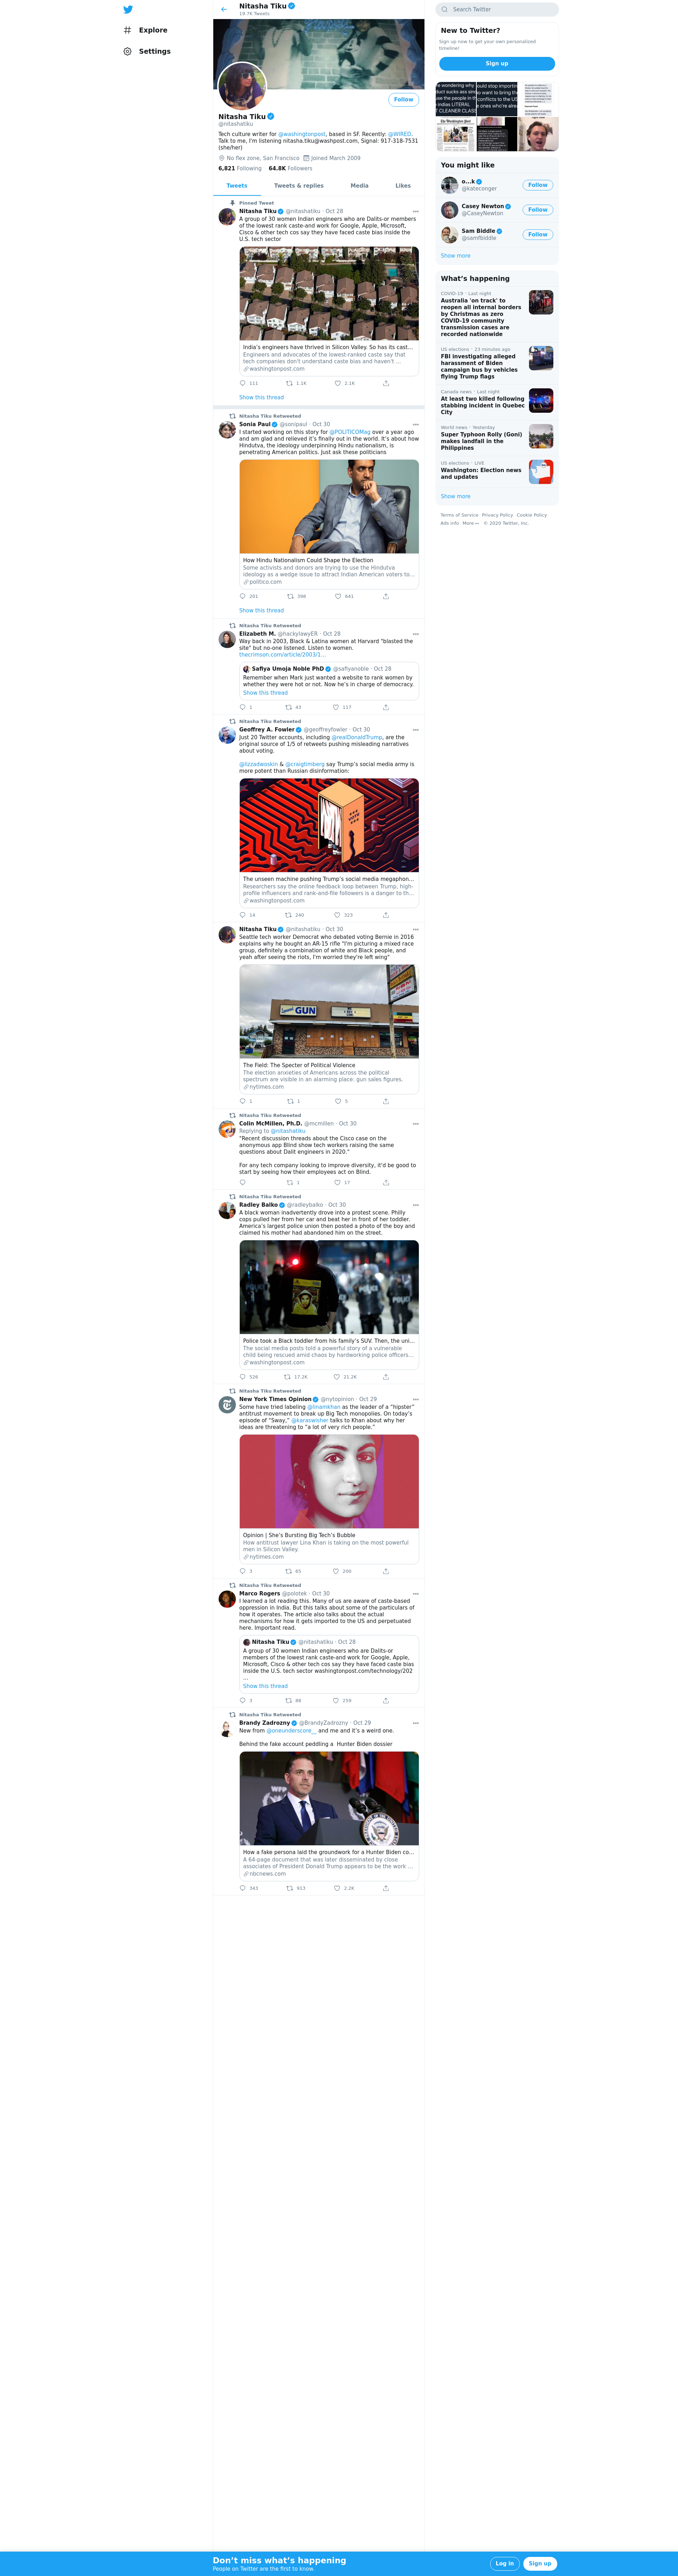 Explore
Settings
Nitasha Tiku
19.7K Tweets
Follow
Nitasha Tiku
@nitashatiku
Tech culture writer for @washingtonpost, based in SF. Recently: @WIRED.
Talk to me, I'm listening nitasha.tiku@washpost.com, Signal: 917-318-7531
(she/her)
No flex zone, San Francisco Joined March 2009
6,821 Following 64.8K Followers
Tweets Tweets & replies Media Likes
Pinned Tweet
Nitasha Tiku @nitashatiku · Oct 28
A group of 30 women Indian engineers who are Dalits-or members
of the lowest rank caste-and work for Google, Apple, Microsoft,
Cisco & other tech cos say they have faced caste bias inside the
U.S. tech sector
India's engineers have thrived in Silicon Valley. So has its cast...
Engineers and advocates of the lowest-ranked caste say that
tech companies don't understand caste bias and haven't ...
washingtonpost.com
111 1.1K 2.1K
Show this thread
Nitasha Tiku Retweeted
Sonia Paul @sonipaul · Oct 30
I started working on this story for @POLITICOMag over a year ago
and am glad and relieved it's finally out in the world. It's about how
Hindutva, the ideology underpinning Hindu nationalism, is
penetrating American politics. Just ask these politicians
How Hindu Nationalism Could Shape the Election
Some activists and donors are trying to use the Hindutva
ideology as a wedge issue to attract Indian American voters to...
politico.com
201 398 641
Show this thread
Nitasha Tiku Retweeted
Elizabeth M. @hackylawyER · Oct 28
Way back in 2003, Black & Latina women at Harvard "blasted the
site" but no-one listened. Listen to women.
thecrimson.com/article/2003/1...
Safiya Umoja Noble PhD @safiyanoble · Oct 28
Remember when Mark just wanted a website to rank women by
whether they were hot or not. Now he's in charge of democracy.
Show this thread
1 43 117
Nitasha Tiku Retweeted
Geoffrey A. Fowler @geoffreyfowler · Oct 30
Just 20 Twitter accounts, including @realDonaldTrump, are the
original source of 1/5 of retweets pushing misleading narratives
about voting.
@lizzadwoskin & @craigtimberg say Trump's social media army is
more potent than Russian disinformation:
The unseen machine pushing Trump's social media megaphon...
Researchers say the online feedback loop between Trump, high-
profile influencers and rank-and-file followers is a danger to th...
washingtonpost.com
14 240 323
Nitasha Tiku @nitashatiku · Oct 30
Seattle tech worker Democrat who debated voting Bernie in 2016
explains why he bought an AR-15 rifle "I'm picturing a mixed race
group, definitely a combination of white and Black people, and
yeah after seeing the riots, I'm worried they're left wing"
GUN
The Field: The Specter of Political Violence
The election anxieties of Americans across the political
spectrum are visible in an alarming place: gun sales figures.
nytimes.com
1 1 5
Nitasha Tiku Retweeted
Colin McMillen, Ph.D. @mcmillen · Oct 30
Replying to @nitashatiku
"Recent discussion threads about the Cisco case on the
anonymous app Blind show tech workers raising the same
questions about Dalit engineers in 2020."
For any tech company looking to improve diversity, it'd be good to
start by seeing how their employees act on Blind.
1 17
Nitasha Tiku Retweeted
Radley Balko @radleybalko · Oct 30
A black woman inadvertently drove into a protest scene. Philly
cops pulled her from her car and beat her in front of her toddler.
America's largest police union then posted a photo of the boy and
claimed his mother had abandoned him on the street.
POLICE
Police took a Black toddler from his family's SUV. Then, the uni...
The social media posts told a powerful story of a vulnerable
child being rescued amid chaos by hardworking police officers...
washingtonpost.com
526 17.2K 21.2K
Nitasha Tiku Retweeted
New York Times Opinion @nytopinion · Oct 29
Some have tried labeling @linamkhan as the leader of a "hipster"
antitrust movement to break up Big Tech monopolies. On today's
episode of "Sway," @karaswisher talks to Khan about why her
ideas are threatening to "a lot of very rich people."
Opinion | She's Bursting Big Tech's Bubble
How antitrust lawyer Lina Khan is taking on the most powerful
men in Silicon Valley.
nytimes.com
3 65 200
Nitasha Tiku Retweeted
Marco Rogers @polotek · Oct 30
I learned a lot reading this. Many of us are aware of caste-based
oppression in India. But this talks about some of the particulars of
how it operates. The article also talks about the actual
mechanisms for how it gets imported to the US and perpetuated
here. Important read.
Nitasha Tiku @nitashatiku · Oct 28
A group of 30 women Indian engineers who are Dalits-or
members of the lowest rank caste-and work for Google, Apple,
Microsoft, Cisco & other tech cos say they have faced caste bias
inside the U.S. tech sector washingtonpost.com/technology/202
...
Show this thread
3 88 259
Nitasha Tiku Retweeted
Brandy Zadrozny @BrandyZadrozny · Oct 29
New from @oneunderscore__ and me and it's a weird one.
Behind the fake account peddling a Hunter Biden dossier
How a fake persona laid the groundwork for a Hunter Biden co...
A 64-page document that was later disseminated by close
associates of President Donald Trump appears to be the work ...
nbcnews.com
343 913 2.2K
Search Twitter
New to Twitter?
Sign up now to get your own personalized
timeline!
Sign up
You might like
o...k
@kateconger
Follow
Casey Newton
@CaseyNewton
Follow
Sam Biddle
@samfbiddle
Follow
Show more
What's happening
COVID-19 · Last night
Australia 'on track' to
reopen all internal borders
by Christmas as zero
COVID-19 community
transmission cases are
recorded nationwide
US elections · 23 minutes ago
FBI investigating alleged
harassment of Biden
campaign bus by vehicles
flying Trump flags
Canada news · Last night
At least two killed following
stabbing incident in Quebec
City
World news · Yesterday
Super Typhoon Rolly (Goni)
makes landfall in the
Philippines
US elections · LIVE
Washington: Election news
and updates
Show more
Terms of Service Privacy Policy Cookie Policy
Ads info More © 2020 Twitter, Inc.
Don't miss what's happening
People on Twitter are the first to know.
Log in Sign up